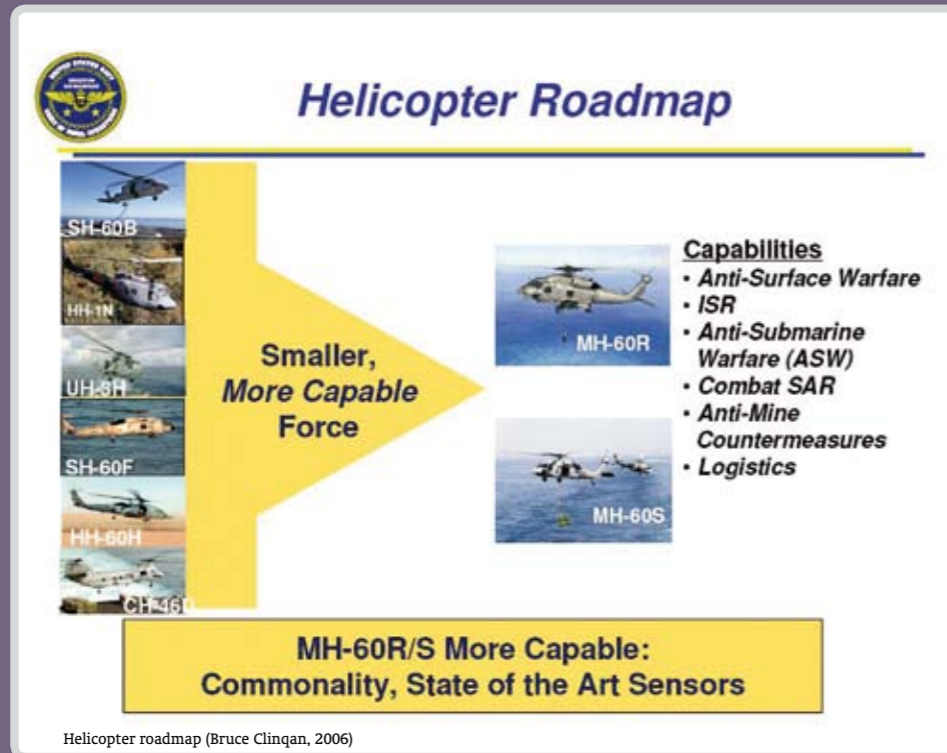 Helicopter Roadmap
SH-60B
HH-1N
UH-3H
SH-60F
HH-60H
CH-46D
Smaller,
More Capable
Force
MH-60R
MH-60S
Capabilities
• Anti-Surface Warfare
• ISR
• Anti-Submarine
Warfare (ASW)
• Combat SAR
• Anti-Mine
Countermeasures
• Logistics
MH-60R/S More Capable:
Commonality, State of the Art Sensors
Helicopter roadmap (Bruce Clinqan, 2006)